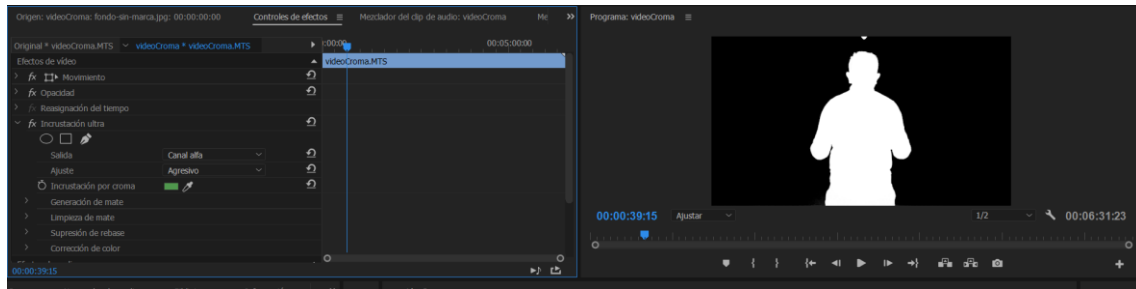 Origen: videoCroma: fondo-sin-marca.jpg: 00:00:00:00 Controles de efectos Mezclador del clip de audio: videoCroma Me
Original * videoCroma.MTS videoCroma * videoCroma.MTS
:00:00 00:05:00:00
Efectos de vídeo
videoCroma.MTS
fx Movimiento
fx Opacidad
fx Reasignación del tiempo
fx Incrustación ultra
Salida Canal alfa
Ajuste Agresivo
Incrustación por croma
Generación de mate
Limpieza de mate
Supresión de rebase
Corrección de color
00:00:39:15
Programa: videoCroma
00:00:39:15 Ajustar 1/2 00:06:31:23